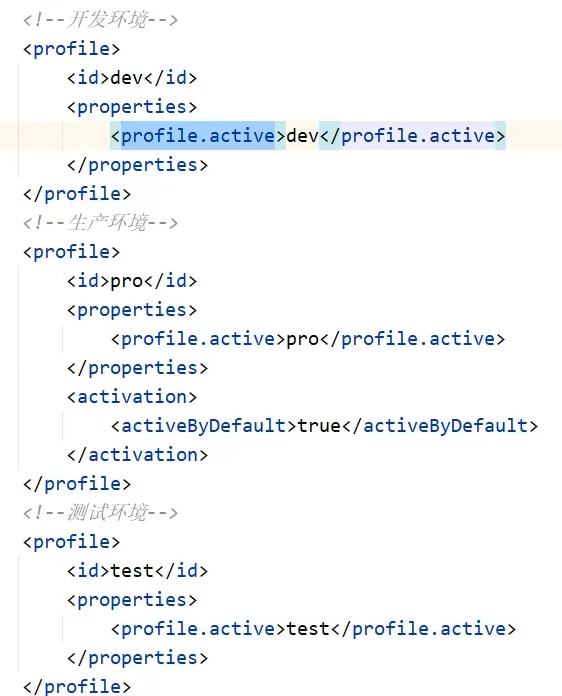 <!--开发环境-->
<profile>
    <id>dev</id>
    <properties>
        <profile.active>dev</profile.active>
    </properties>
</profile>
<!--生产环境-->
<profile>
    <id>pro</id>
    <properties>
        <profile.active>pro</profile.active>
    </properties>
    <activation>
        <activeByDefault>true</activeByDefault>
    </activation>
</profile>
<!--测试环境-->
<profile>
    <id>test</id>
    <properties>
        <profile.active>test</profile.active>
    </properties>
</profile>